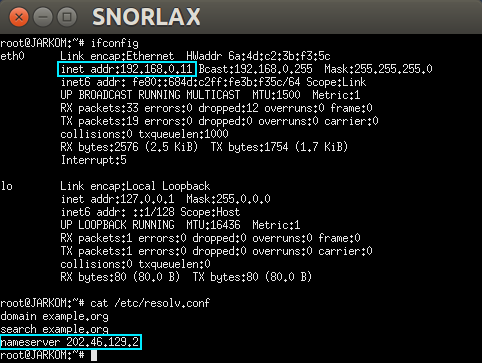 SNORLAX
root@JARKOM:~# ifconfig
eth0 Link encap:Ethernet HWaddr 6a:4d:c2:3b:f3:5c
inet addr:192.168.0.11 Bcast:192.168.0.255 Mask:255.255.255.0
inet6 addr: fe80::684d:c2ff:fe3b:f35c/64 Scope:Link
UP BROADCAST RUNNING MULTICAST MTU:1500 Metric:1
RX packets:33 errors:0 dropped:12 overruns:0 frame:0
TX packets:19 errors:0 dropped:0 overruns:0 carrier:0
collisions:0 txqueuelen:1000
RX bytes:2576 (2.5 KiB) TX bytes:1754 (1.7 KiB)
Interrupt:5
lo Link encap:Local Loopback
inet addr:127.0.0.1 Mask:255.0.0.0
inet6 addr: ::1/128 Scope:Host
UP LOOPBACK RUNNING MTU:16436 Metric:1
RX packets:1 errors:0 dropped:0 overruns:0 frame:0
TX packets:1 errors:0 dropped:0 overruns:0 carrier:0
collisions:0 txqueuelen:0
RX bytes:80 (80.0 B) TX bytes:80 (80.0 B)
root@JARKOM:~# cat /etc/resolv.conf
domain example.org
search example.org
nameserver 202.46.129.2
root@JARKOM:~#